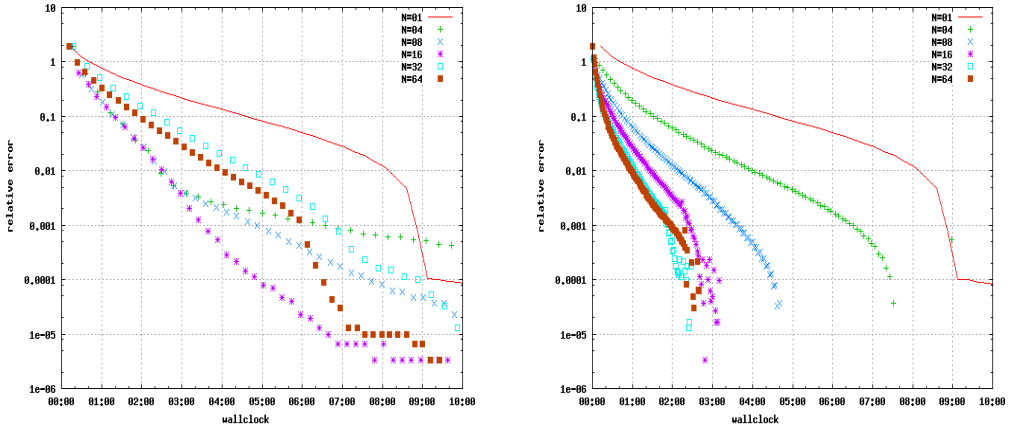 N=01
N=04
N=08
N=16
N=32
N=64
10
1
0,1
0,01
0,001
0,0001
1e-05
1e-06
relative error
00:00 01:00 02:00 03:00 04:00 05:00 06:00 07:00 08:00 09:00 10:00
wallclock
N=01
N=04
N=08
N=16
N=32
N=64
10
1
0,1
0,01
0,001
0,0001
1e-05
1e-06
relative error
00:00 01:00 02:00 03:00 04:00 05:00 06:00 07:00 08:00 09:00 10:00
wallclock